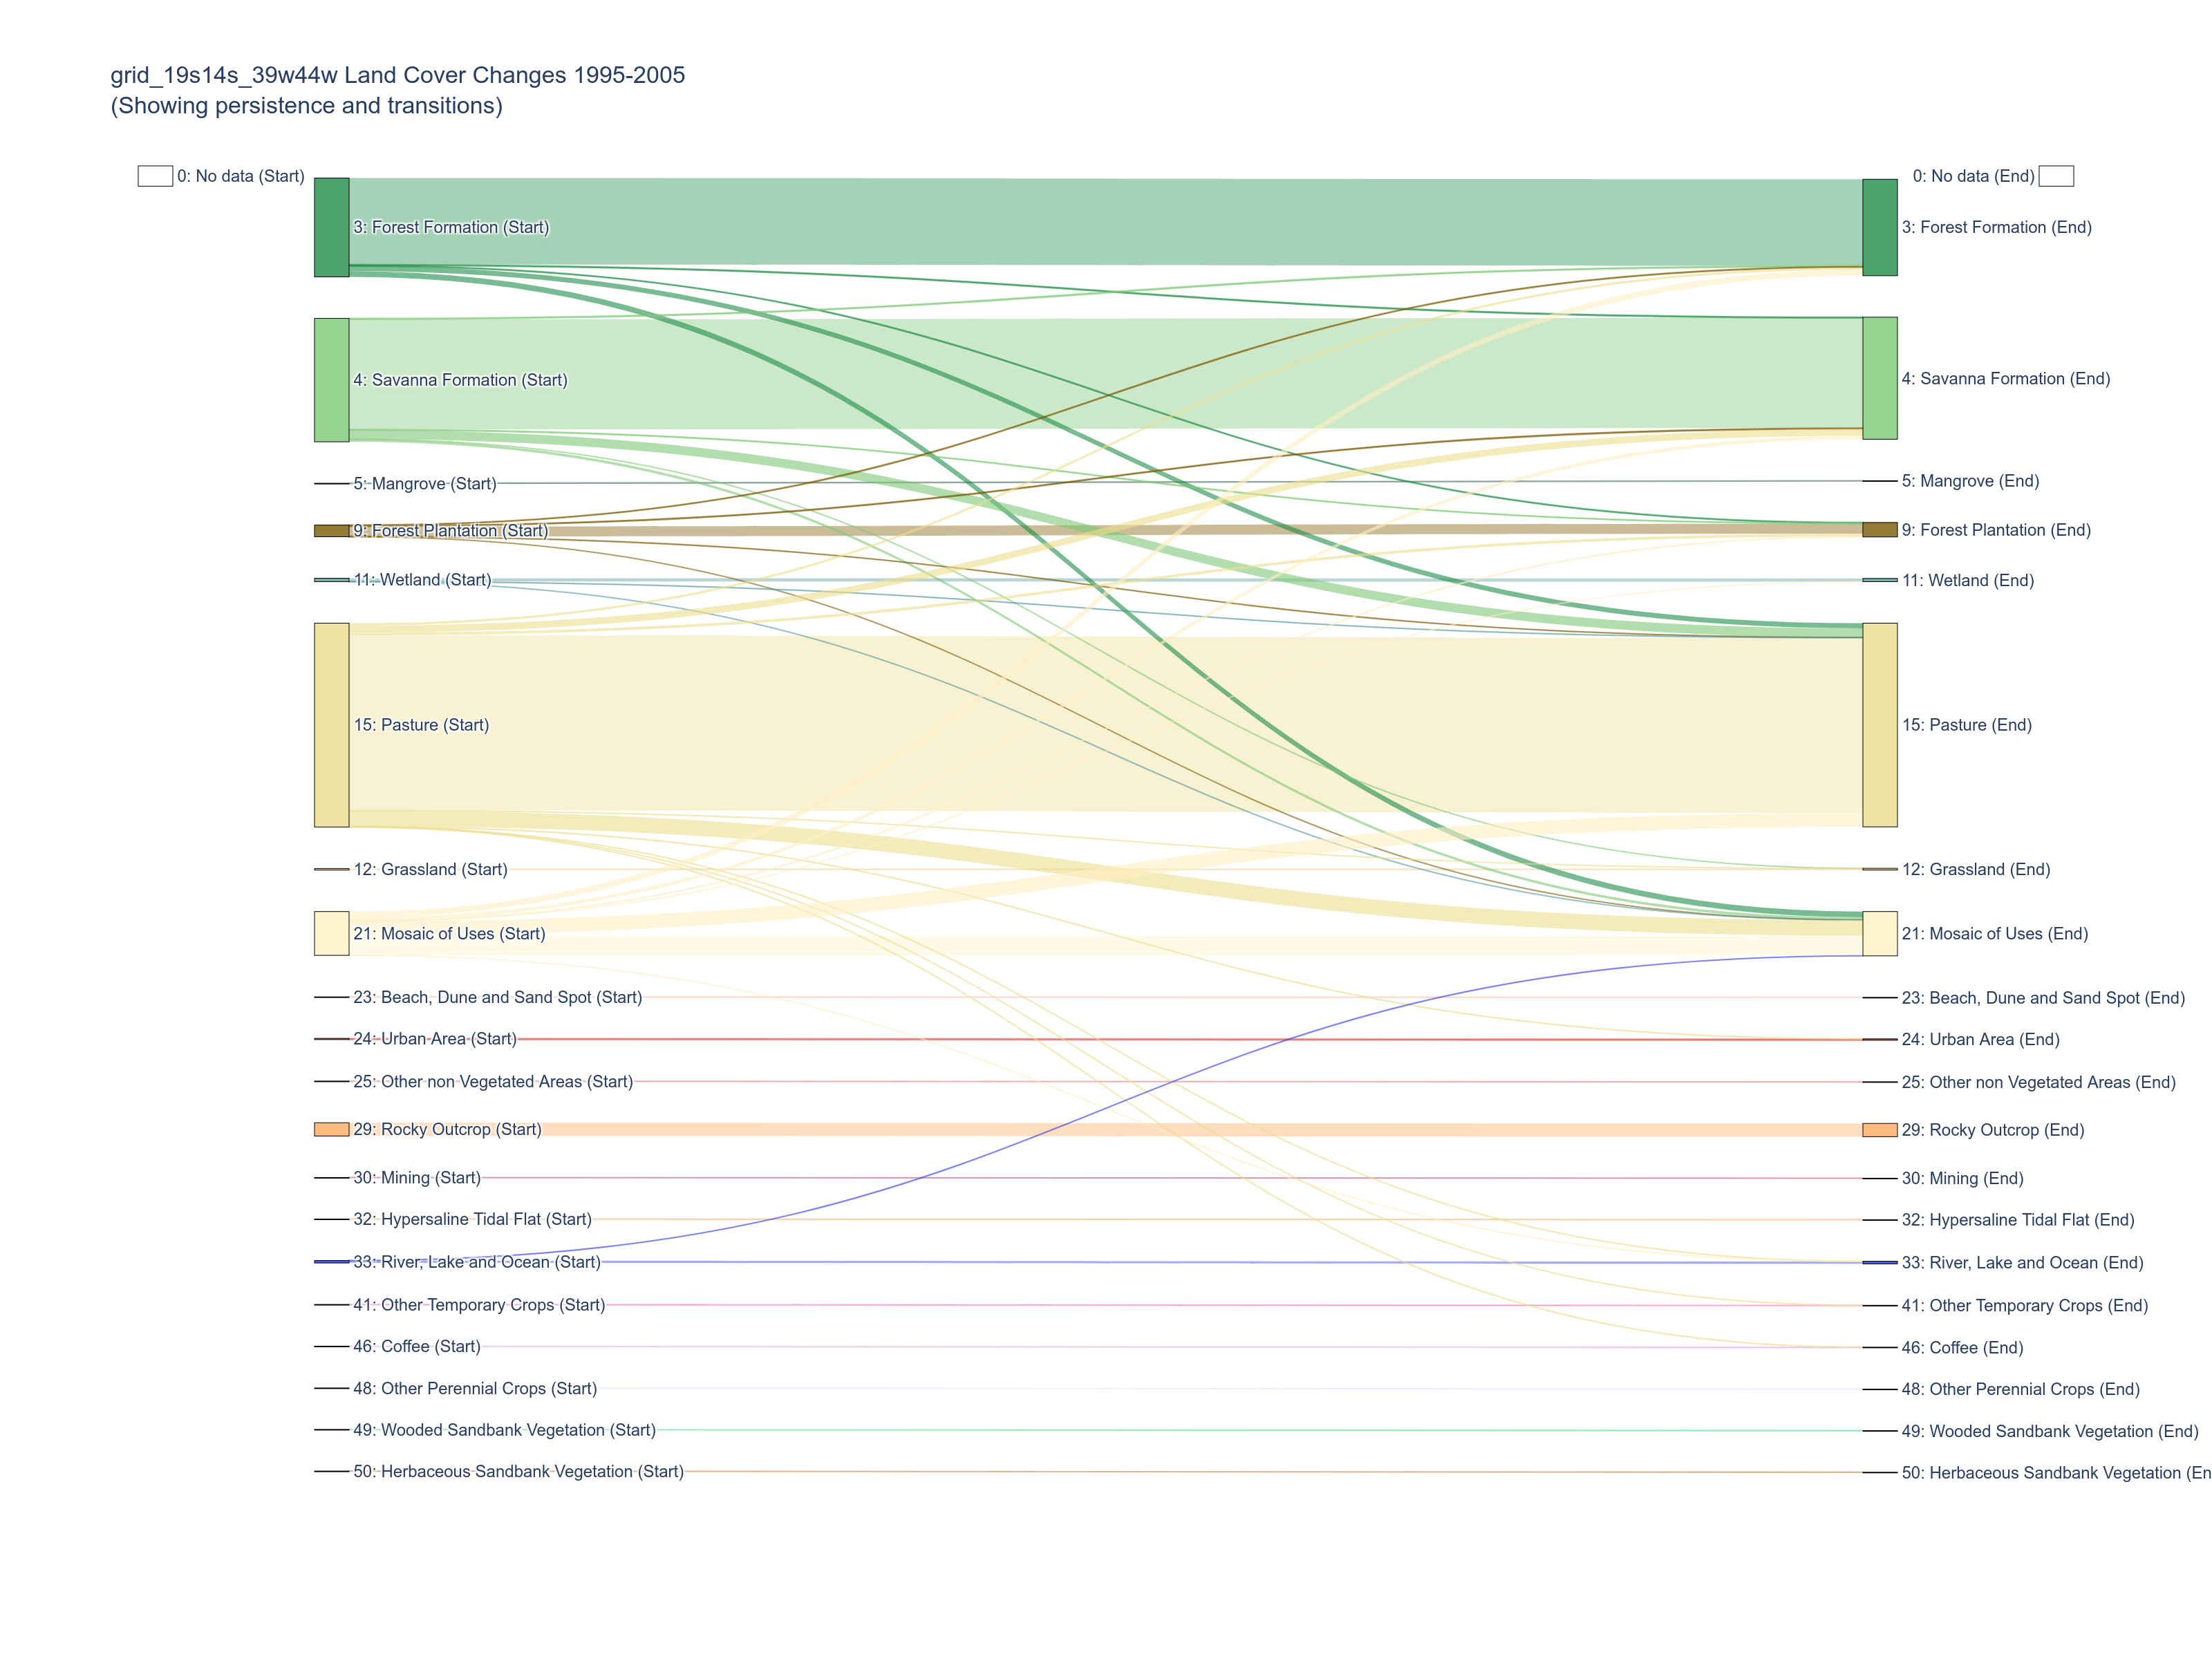 grid_19s14s_39w44w Land Cover Changes 1995-2005
(Showing persistence and transitions)
0: No data (Start)
0: No data (End)
3: Forest Formation (Start)
3: Forest Formation (End)
4: Savanna Formation (Start)
4: Savanna Formation (End)
5: Mangrove (Start)
5: Mangrove (End)
9: Forest Plantation (Start)
9: Forest Plantation (End)
11: Wetland (Start)
11: Wetland (End)
15: Pasture (Start)
15: Pasture (End)
12: Grassland (Start)
12: Grassland (End)
21: Mosaic of Uses (Start)
21: Mosaic of Uses (End)
23: Beach, Dune and Sand Spot (Start)
23: Beach, Dune and Sand Spot (End)
24: Urban Area (Start)
24: Urban Area (End)
25: Other non Vegetated Areas (Start)
25: Other non Vegetated Areas (End)
29: Rocky Outcrop (Start)
29: Rocky Outcrop (End)
30: Mining (Start)
30: Mining (End)
32: Hypersaline Tidal Flat (Start)
32: Hypersaline Tidal Flat (End)
33: River, Lake and Ocean (Start)
33: River, Lake and Ocean (End)
41: Other Temporary Crops (Start)
41: Other Temporary Crops (End)
46: Coffee (Start)
46: Coffee (End)
48: Other Perennial Crops (Start)
48: Other Perennial Crops (End)
49: Wooded Sandbank Vegetation (Start)
49: Wooded Sandbank Vegetation (End)
50: Herbaceous Sandbank Vegetation (Start)
50: Herbaceous Sandbank Vegetation (En